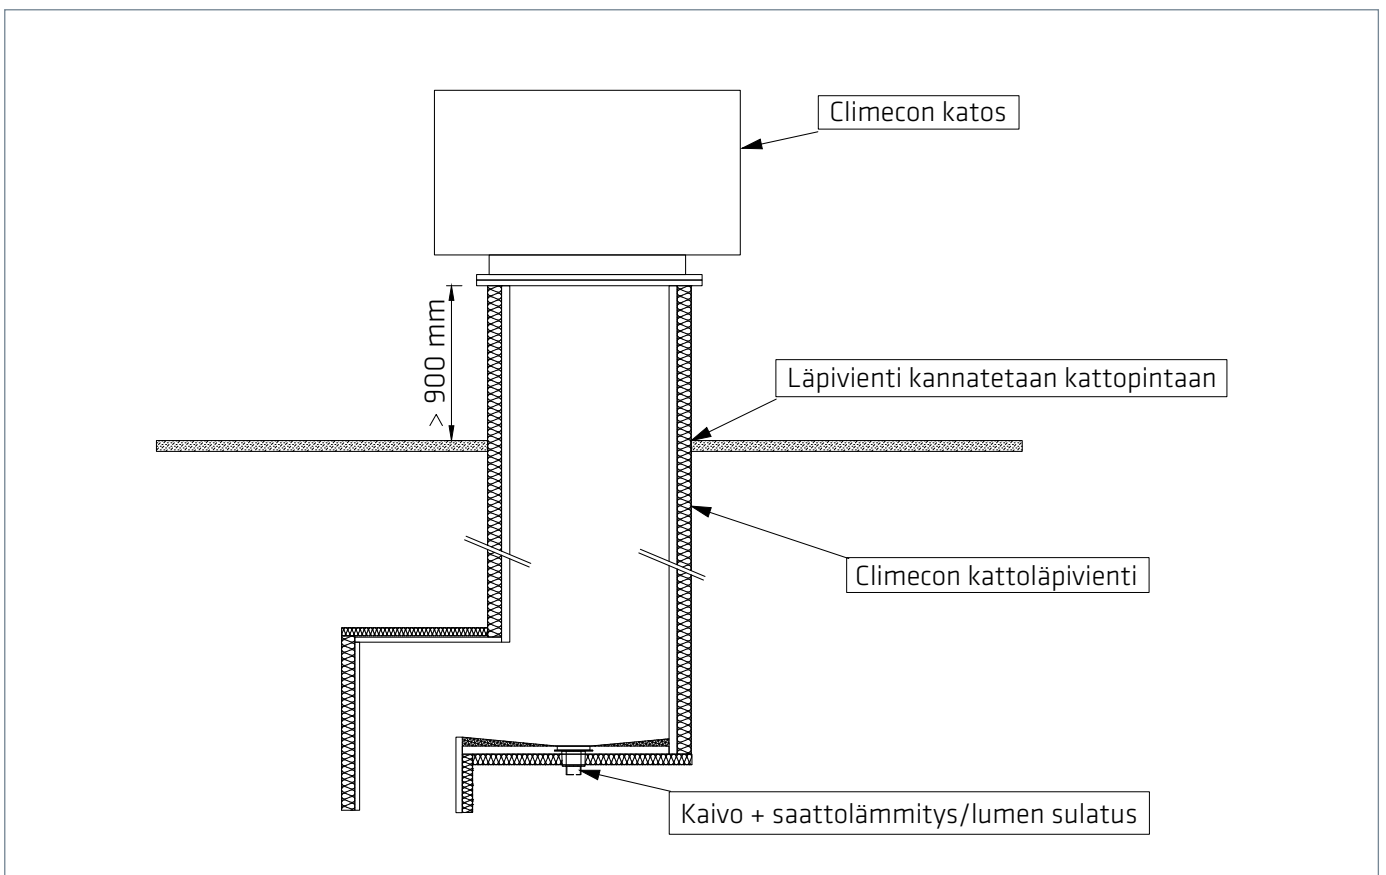 Climecon katos
> 900 mm
Läpivienti kannatetaan kattopintaan
Climecon kattoläpivienti
Kaivo + saattolämmitys/lumen sulatus